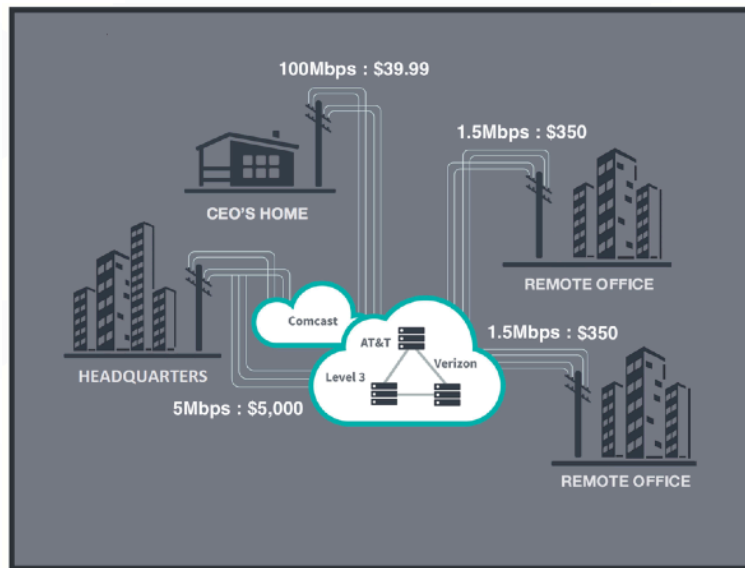 100Mbps : $39.99
1.5Mbps : $350
CEO'S HOME
REMOTE OFFICE
Comcast
AT&T
Verizon
Level 3
1.5Mbps : $350
HEADQUARTERS
5Mbps : $5,000
REMOTE OFFICE